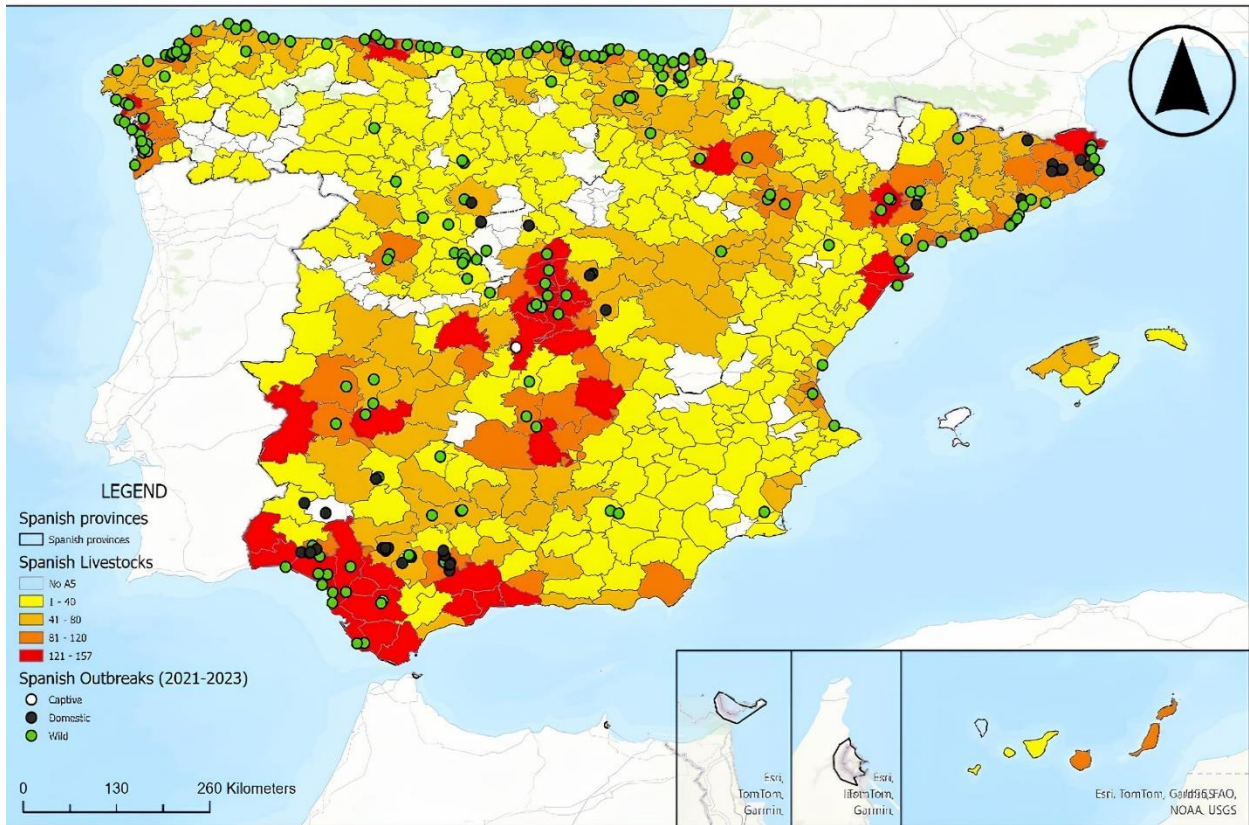 LEGEND
Spanish provinces
Spanish provinces
Spanish Livestocks
No A5
1 - 40
41 - 80
81 - 120
121 - 157
Spanish Outbreaks (2021-2023)
Captive
Domestic
Wild
0 130 260 Kilometers
Esri,
TomTom,
Garmin,
Esri,
TomTom,
Garmin,
Esri, TomTom, FAO,
NOAA, USGS